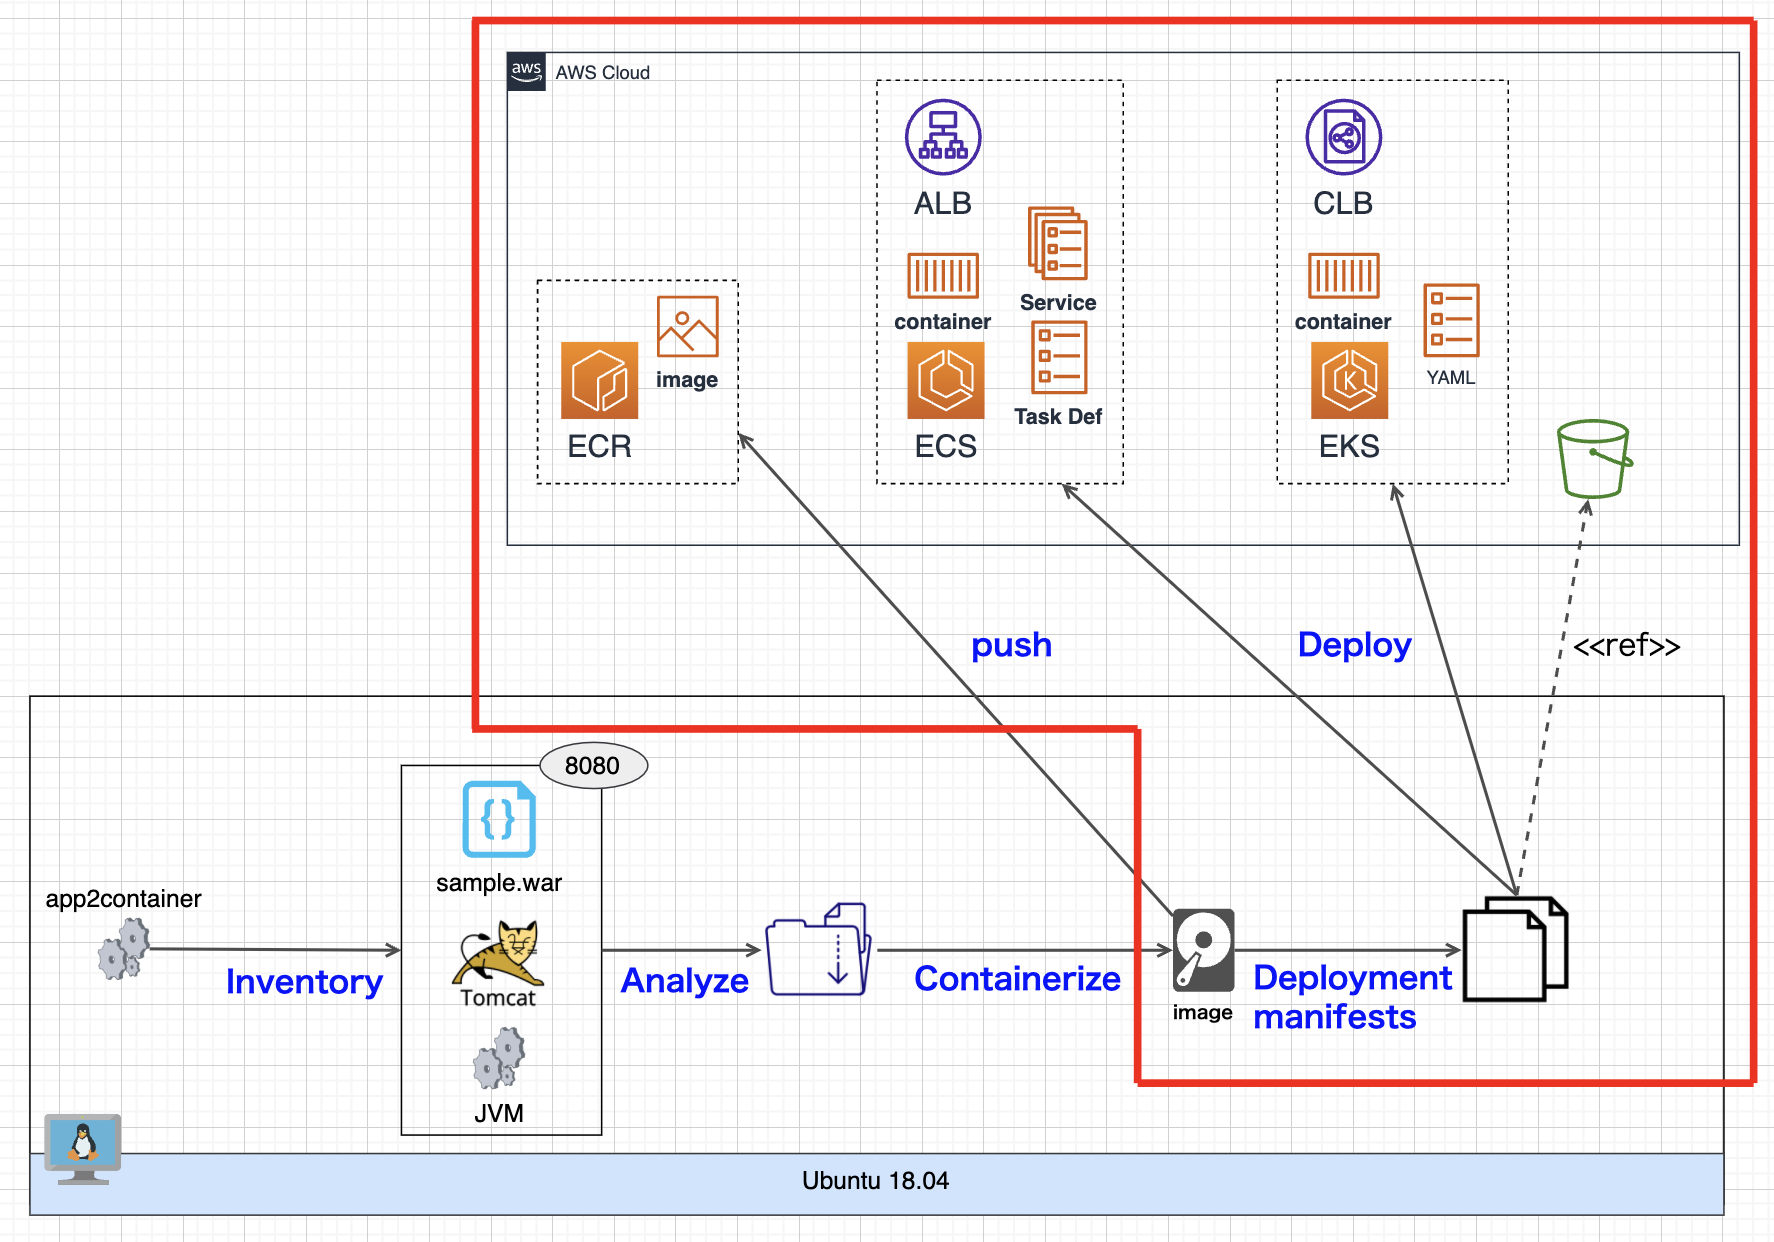 aws
AWS Cloud
ALB
CLB
Service
container
container
image
YAML
Task Def
ECR
ECS
EKS
push
Deploy
<<ref>>
8080
{}
sample.war
app2container
Inventory
Tomcat
Analyze
Containerize
Deployment
manifests
image
JVM
Ubuntu 18.04
K